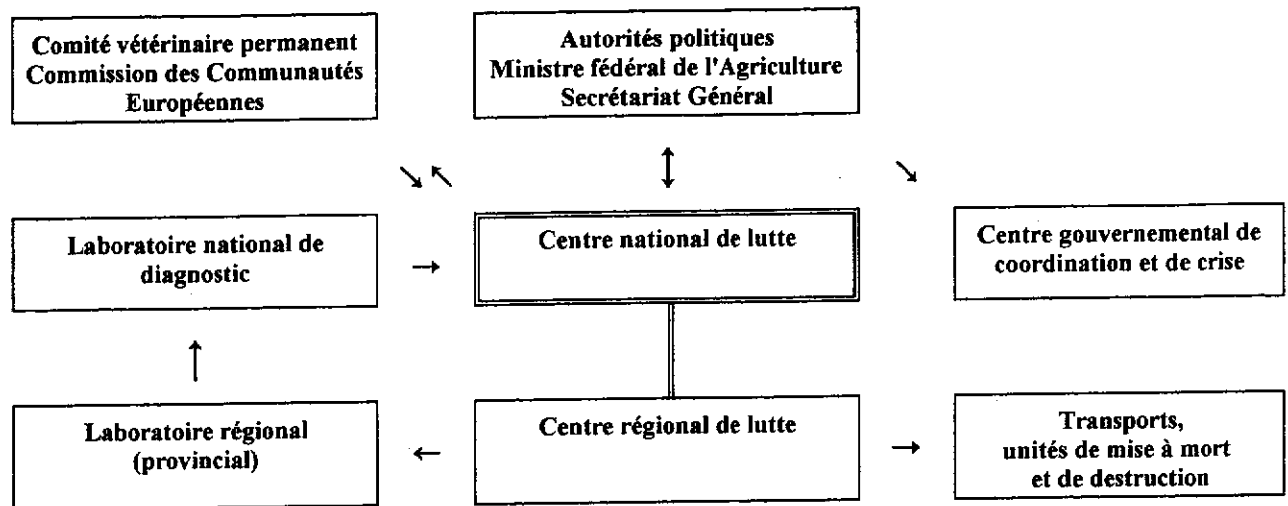 Comité vétérinaire permanent
Commission des Communautés
Européennes
Autorités politiques
Ministre fédéral de l'Agriculture
Secrétariat Général
Laboratoire national de
diagnostic
Centre national de lutte
Centre gouvernemental de
coordination et de crise
Laboratoire régional
(provincial)
Centre régional de lutte
Transports,
unités de mise à mort
et de destruction